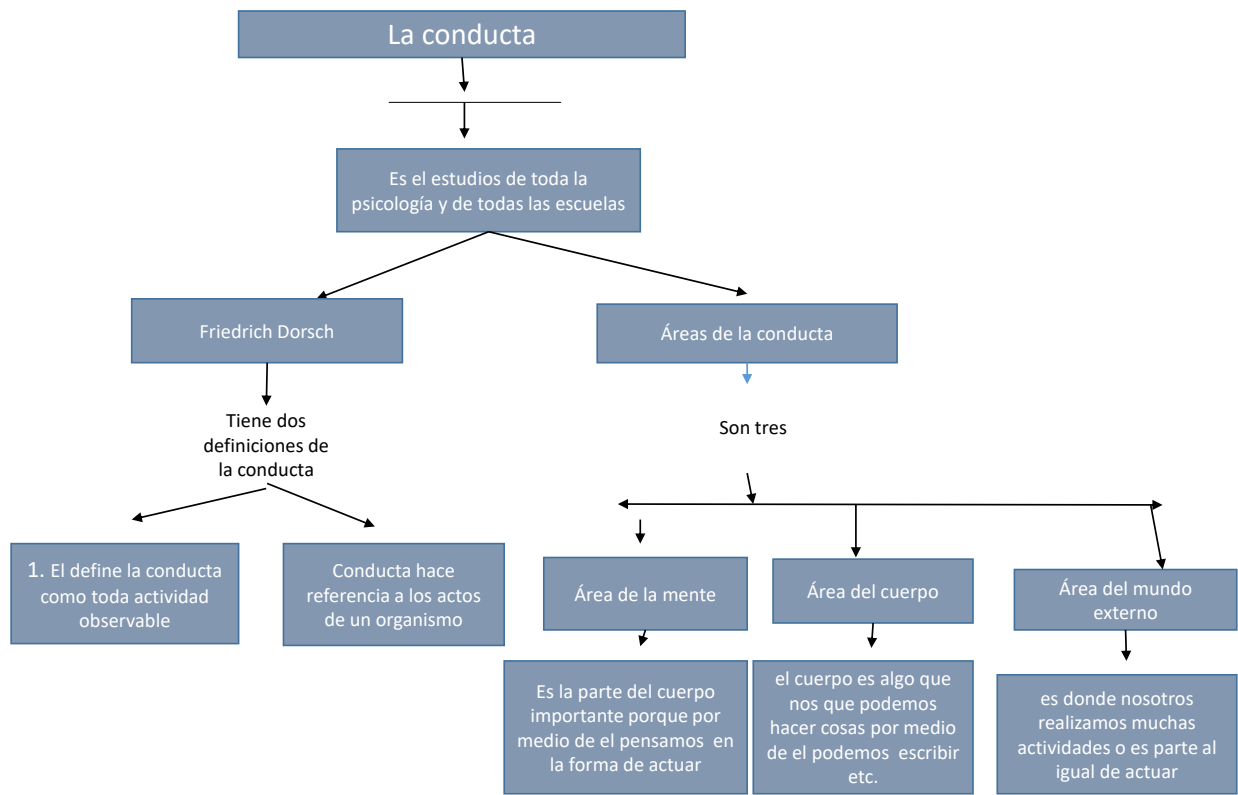 La conducta
Es el estudios de toda la
psicología y de todas las escuelas
Friedrich Dorsch
Áreas de la conducta
Tiene dos
definiciones de
la conducta
Son tres
1. El define la conducta
como toda actividad
observable
Conducta hace
referencia a los actos
de un organismo
Área de la mente
Área del cuerpo
Área del mundo
externo
Es la parte del cuerpo
importante porque por
medio de el pensamos en
la forma de actuar
el cuerpo es algo que
nos que podemos
hacer cosas por medio
de el podemos escribir
etc.
es donde nosotros
realizamos muchas
actividades o es parte al
igual de actuar